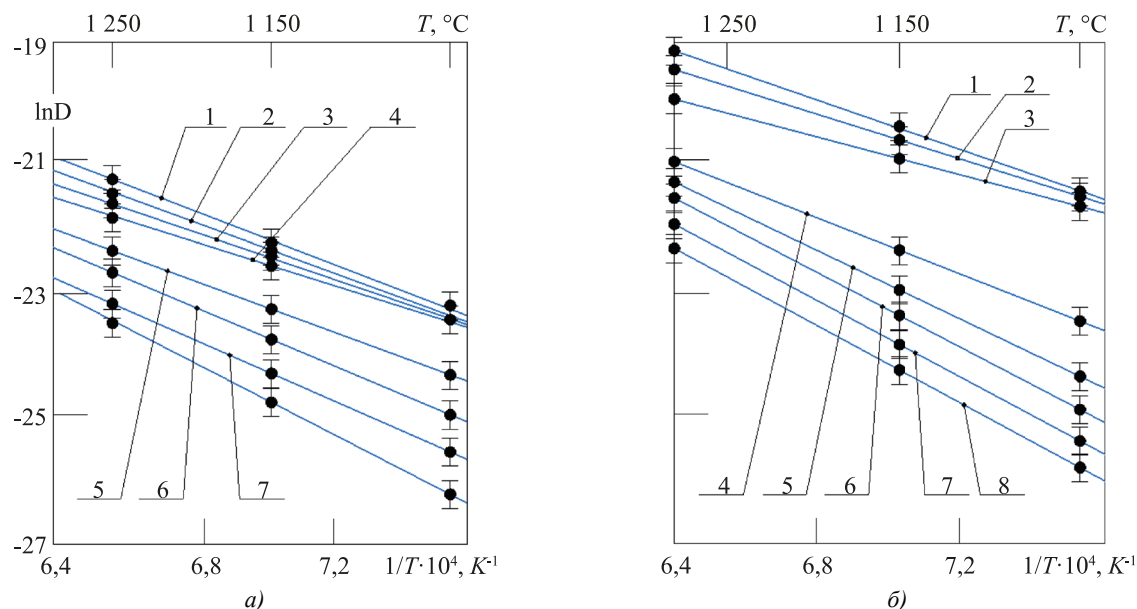 1 250 1 150 T, °C
-19
lnD
1 2 3 4
-21
-23
-25
5 6 7
-27
6,4 6,8 7,2 1/T·10⁴, K⁻¹
а)
1 250 1 150 T, °C
1 2 3
4 5 6 7 8
6,4 6,8 7,2 1/T·10⁴, K⁻¹
б)